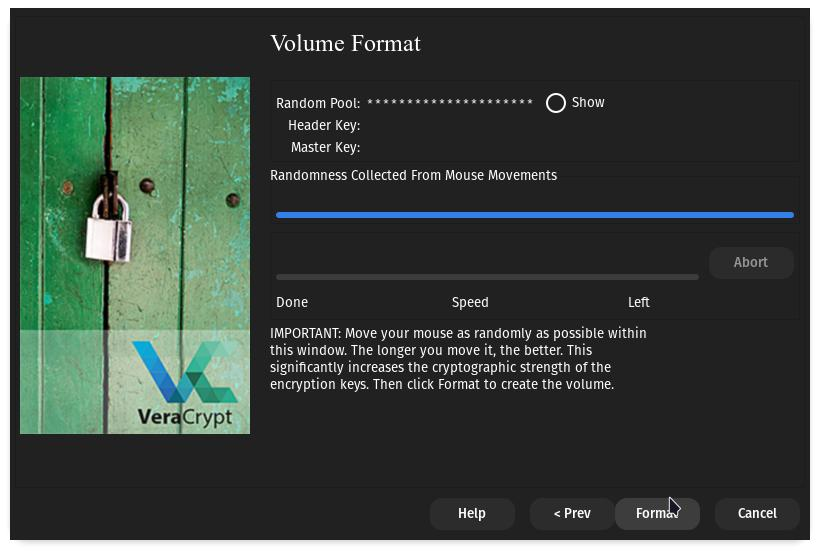 Volume Format
Random Pool: ********************* Show
Header Key:
Master Key:
Randomness Collected From Mouse Movements
Abort
Done Speed Left
IMPORTANT: Move your mouse as randomly as possible within
this window. The longer you move it, the better. This
significantly increases the cryptographic strength of the
encryption keys. Then click Format to create the volume.
VeraCrypt
Help < Prev Format Cancel